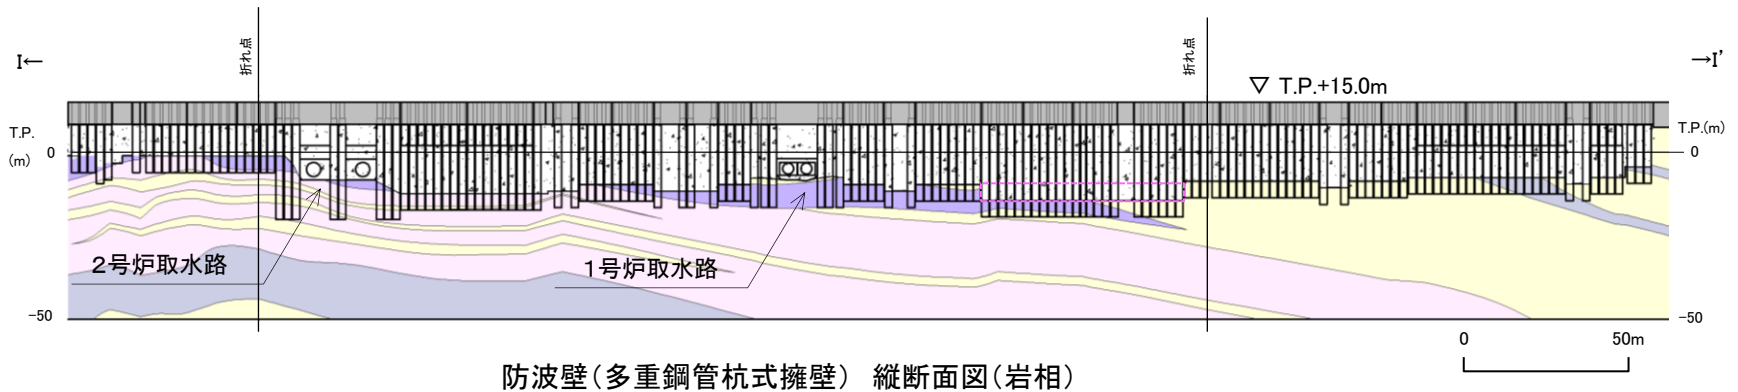 I←
折れ点
折れ点
→I'
▽ T.P.+15.0m
T.P.
(m)
0
T.P.(m)
0
2号炉取水路
1号炉取水路
-50
-50
0 50m
防波壁(多重鋼管杭式擁壁) 縦断面図(岩相)